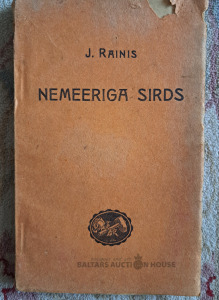 J. RAINIS
NEMEERIGA SIRDS
BALTARS AUCTION HOUSE